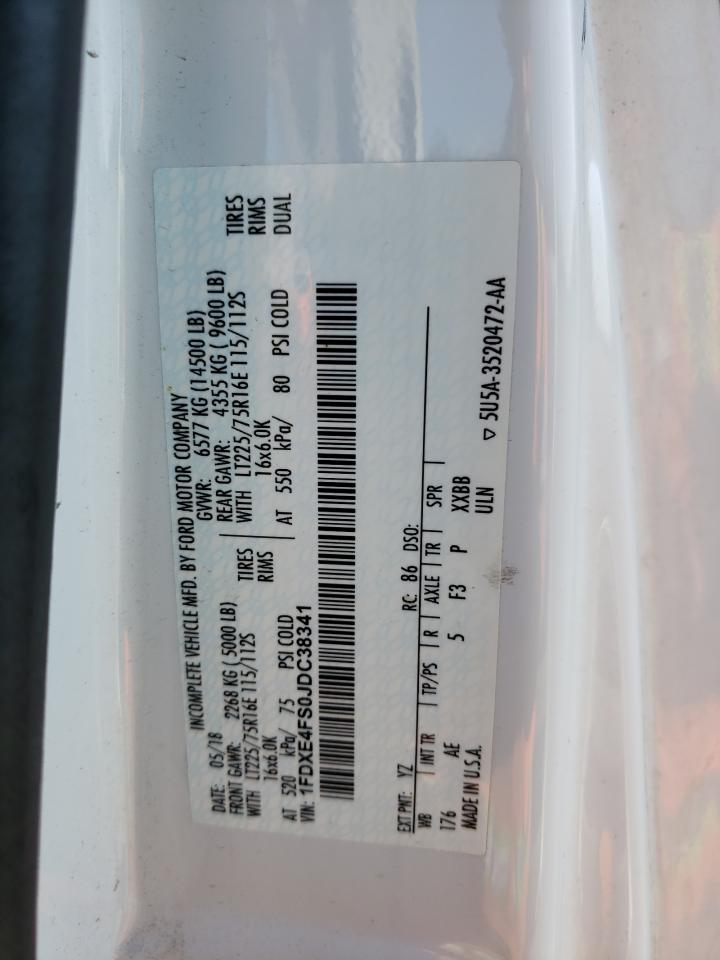 INCOMPLETE VEHICLE MFD. BY FORD MOTOR COMPANY
DATE: 05/18 GVWR: 6577 KG (14500 LB)
FRONT GAWR: 2268 KG (5000 LB) REAR GAWR: 4355 KG (9600 LB)
WITH LT225/75R16E 115/112S TIRES WITH LT225/75R16E 115/112S TIRES
16x6.0K RIMS 16x6.0K RIMS
AT 520 kPa/ 75 PSI COLD AT 550 kPa/ 80 PSI COLD DUAL
VIN: 1FDXE4FS0JDC38341
EXT PNT: YZ RC: 86 DSO:
WB INT TR TP/PS R AXLE TR SPR
176 AE 5 F3 P XXBB
MADE IN U.S.A. ULN
▽ 5U5A-3520472-AA